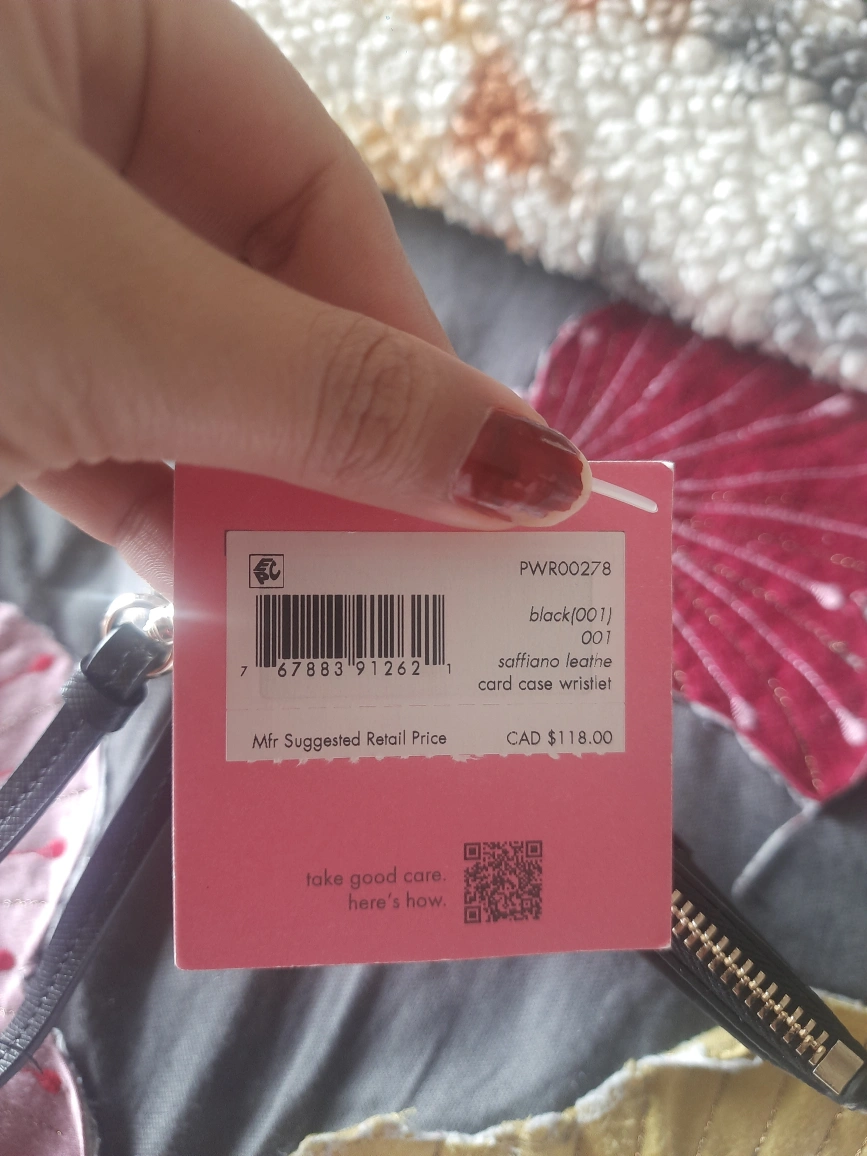 PWR00278
black(001)
001
saffiano leathe
card case wristlet
7 67883 91262 1
Mfr Suggested Retail Price CAD $118.00
take good care.
here's how.